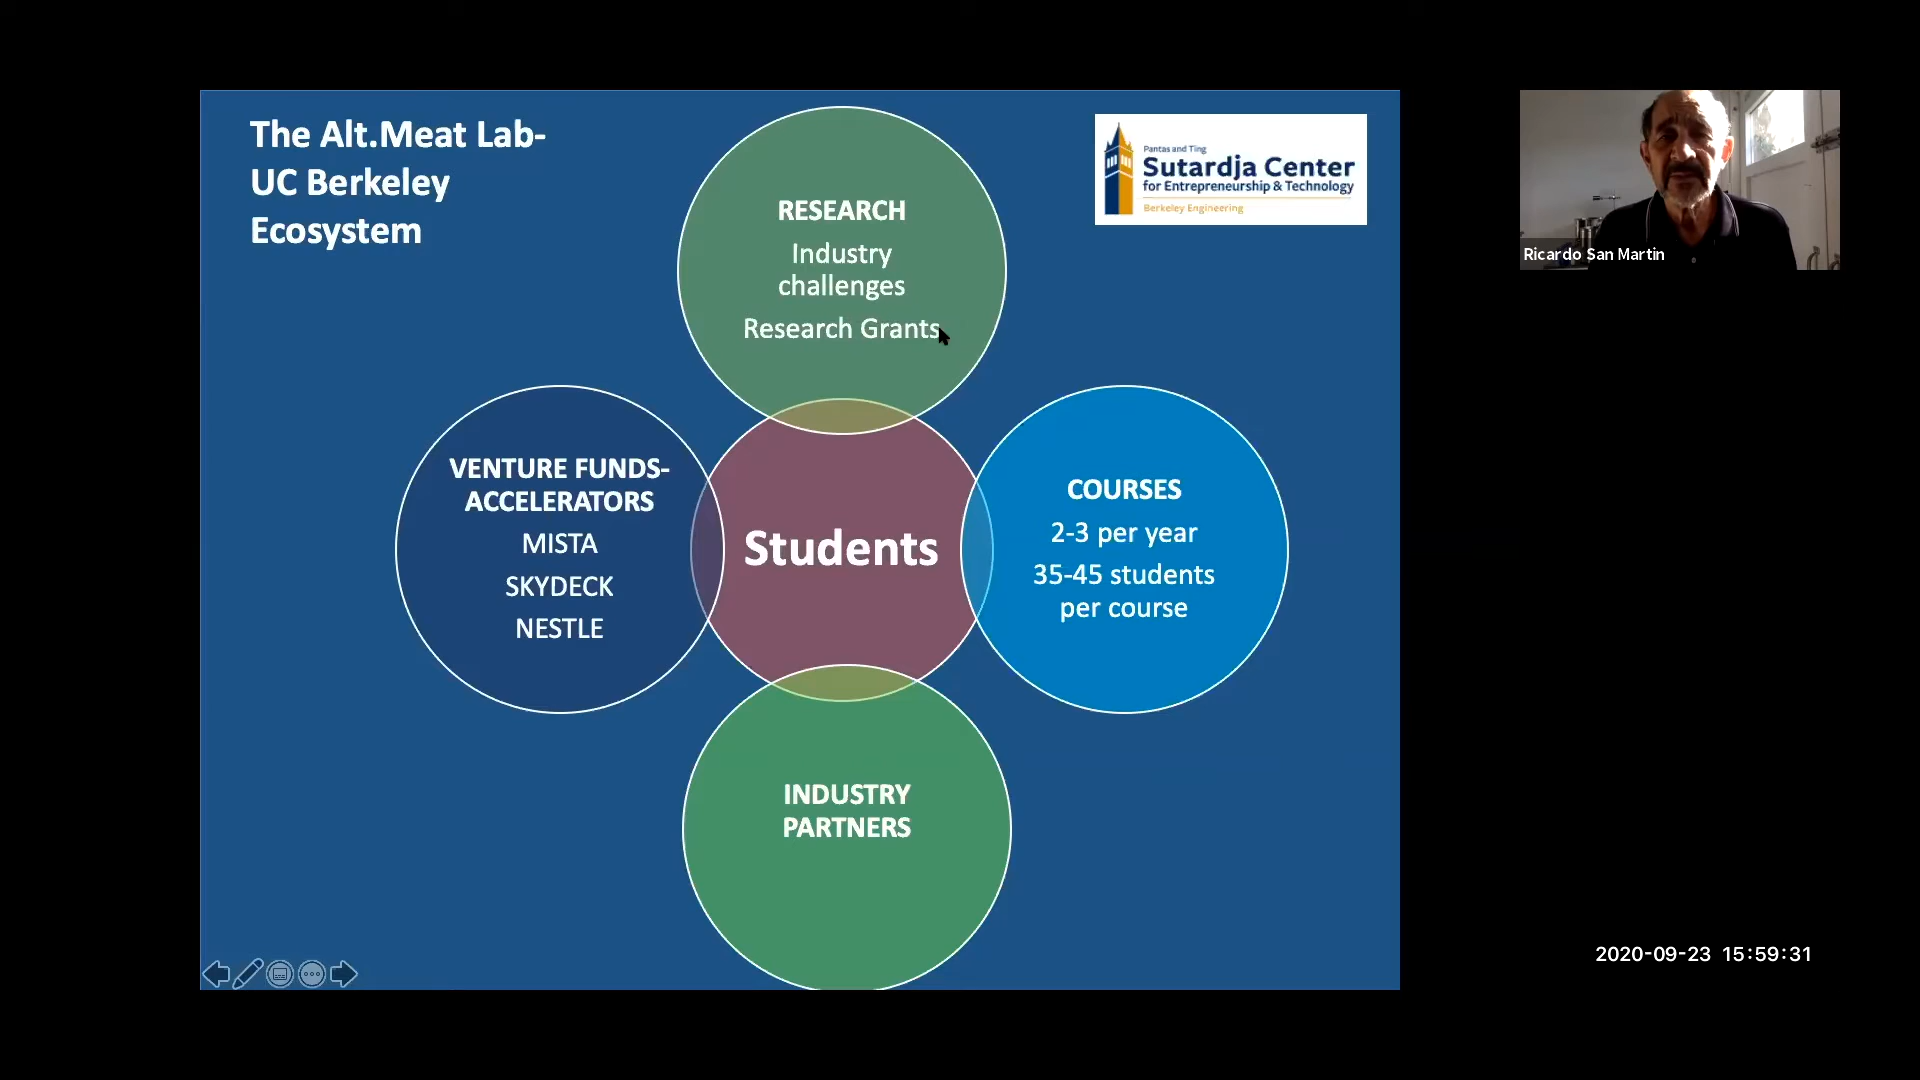 The Alt.Meat Lab-
UC Berkeley
Ecosystem
RESEARCH
Industry
challenges
Research Grants
Pantas and Ting
Sutardja Center
for Entrepreneurship & Technology
Berkeley Engineering
VENTURE FUNDS-
ACCELERATORS
MISTA
SKYDECK
NESTLE
Students
COURSES
2-3 per year
35-45 students
per course
INDUSTRY
PARTNERS
Ricardo San Martin
2020-09-23 15:59:31